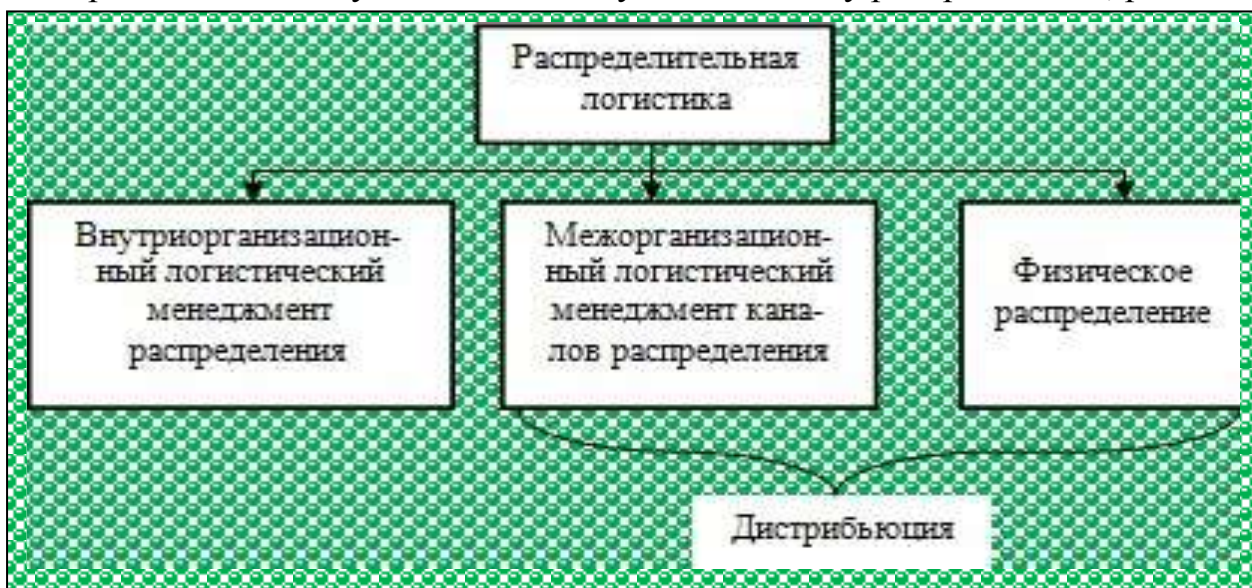 Распределительная
логистика
Внутриорганизацион-
ный логистический
менеджмент
распределения
Межорганизацион-
ный логистический
менеджмент кана-
лов распределения
Физическое
распределение
Дистрибьюция